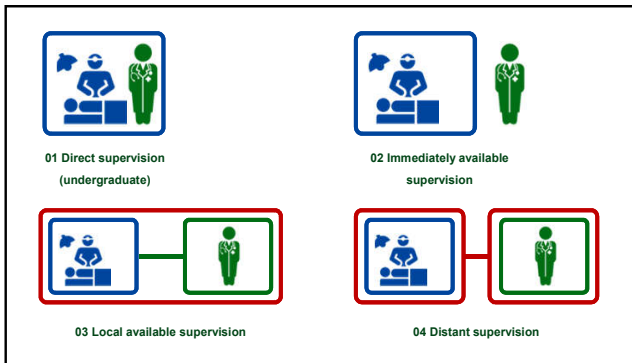 01 Direct supervision
(undergraduate)
02 Immediately available
supervision
03 Local available supervision
04 Distant supervision